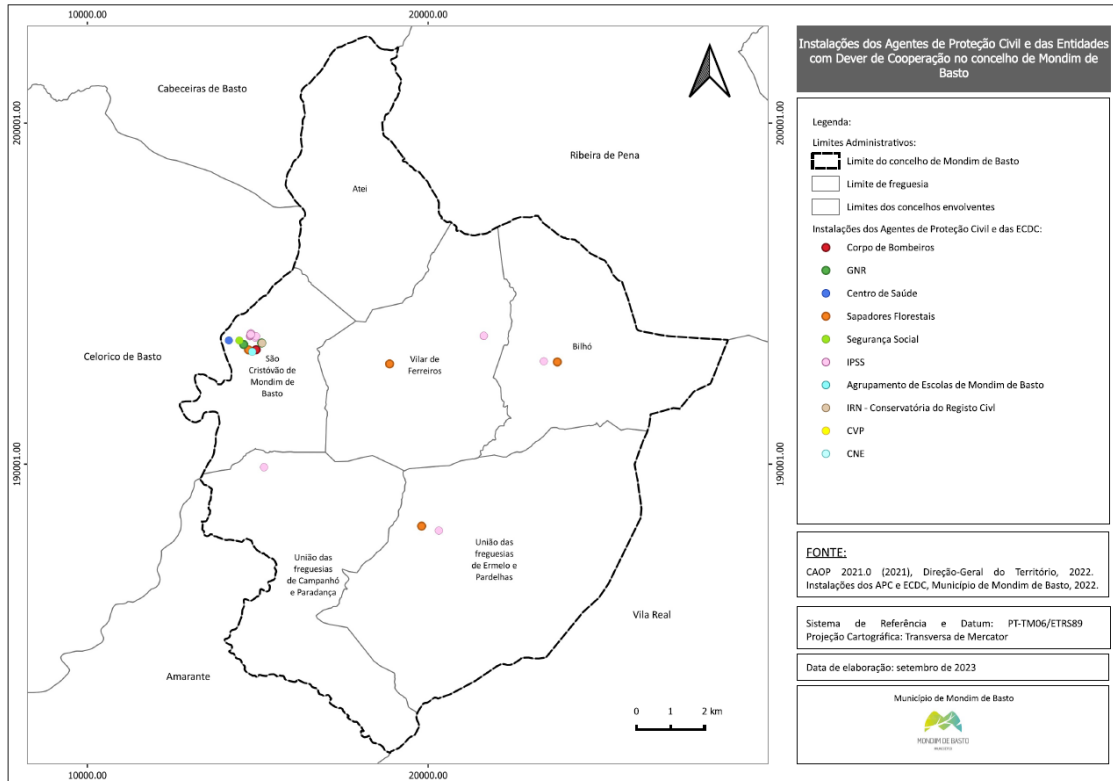 10000.00
20000.00
200001.00
200001.00
Cabeceiras de Basto
Ribeira de Pena
Atei
Celorico de Basto
São
Cristóvão de
Mondim de
Basto
Vilar de
Ferreiros
Bilhó
190001.00
190001.00
União das
freguesias
de Campanhó
e Paradança
União das
freguesias
de Ermelo e
Pardelhas
Vila Real
Amarante
0 1 2 km
10000.00
20000.00
Instalações dos Agentes de Proteção Civil e das Entidades
com Dever de Cooperação no concelho de Mondim de
Basto
Legenda:
Limites Administrativos:
Limite do concelho de Mondim de Basto
Limite de freguesia
Limites dos concelhos envolventes
Instalações dos Agentes de Proteção Civil e das ECDC:
Corpo de Bombeiros
GNR
Centro de Saúde
Sapadores Florestais
Segurança Social
IPSS
Agrupamento de Escolas de Mondim de Basto
IRN - Conservatória do Registo Civl
CVP
CNE
FONTE:
CAOP 2021.0 (2021), Direção-Geral do Território, 2022.
Instalações dos APC e ECDC, Município de Mondim de Basto, 2022.
Sistema de Referência e Datum: PT-TM06/ETRS89
Projeção Cartográfica: Transversa de Mercator
Data de elaboração: setembro de 2023
Município de Mondim de Basto
MONDIM DE BASTO
MUNICÍPIO